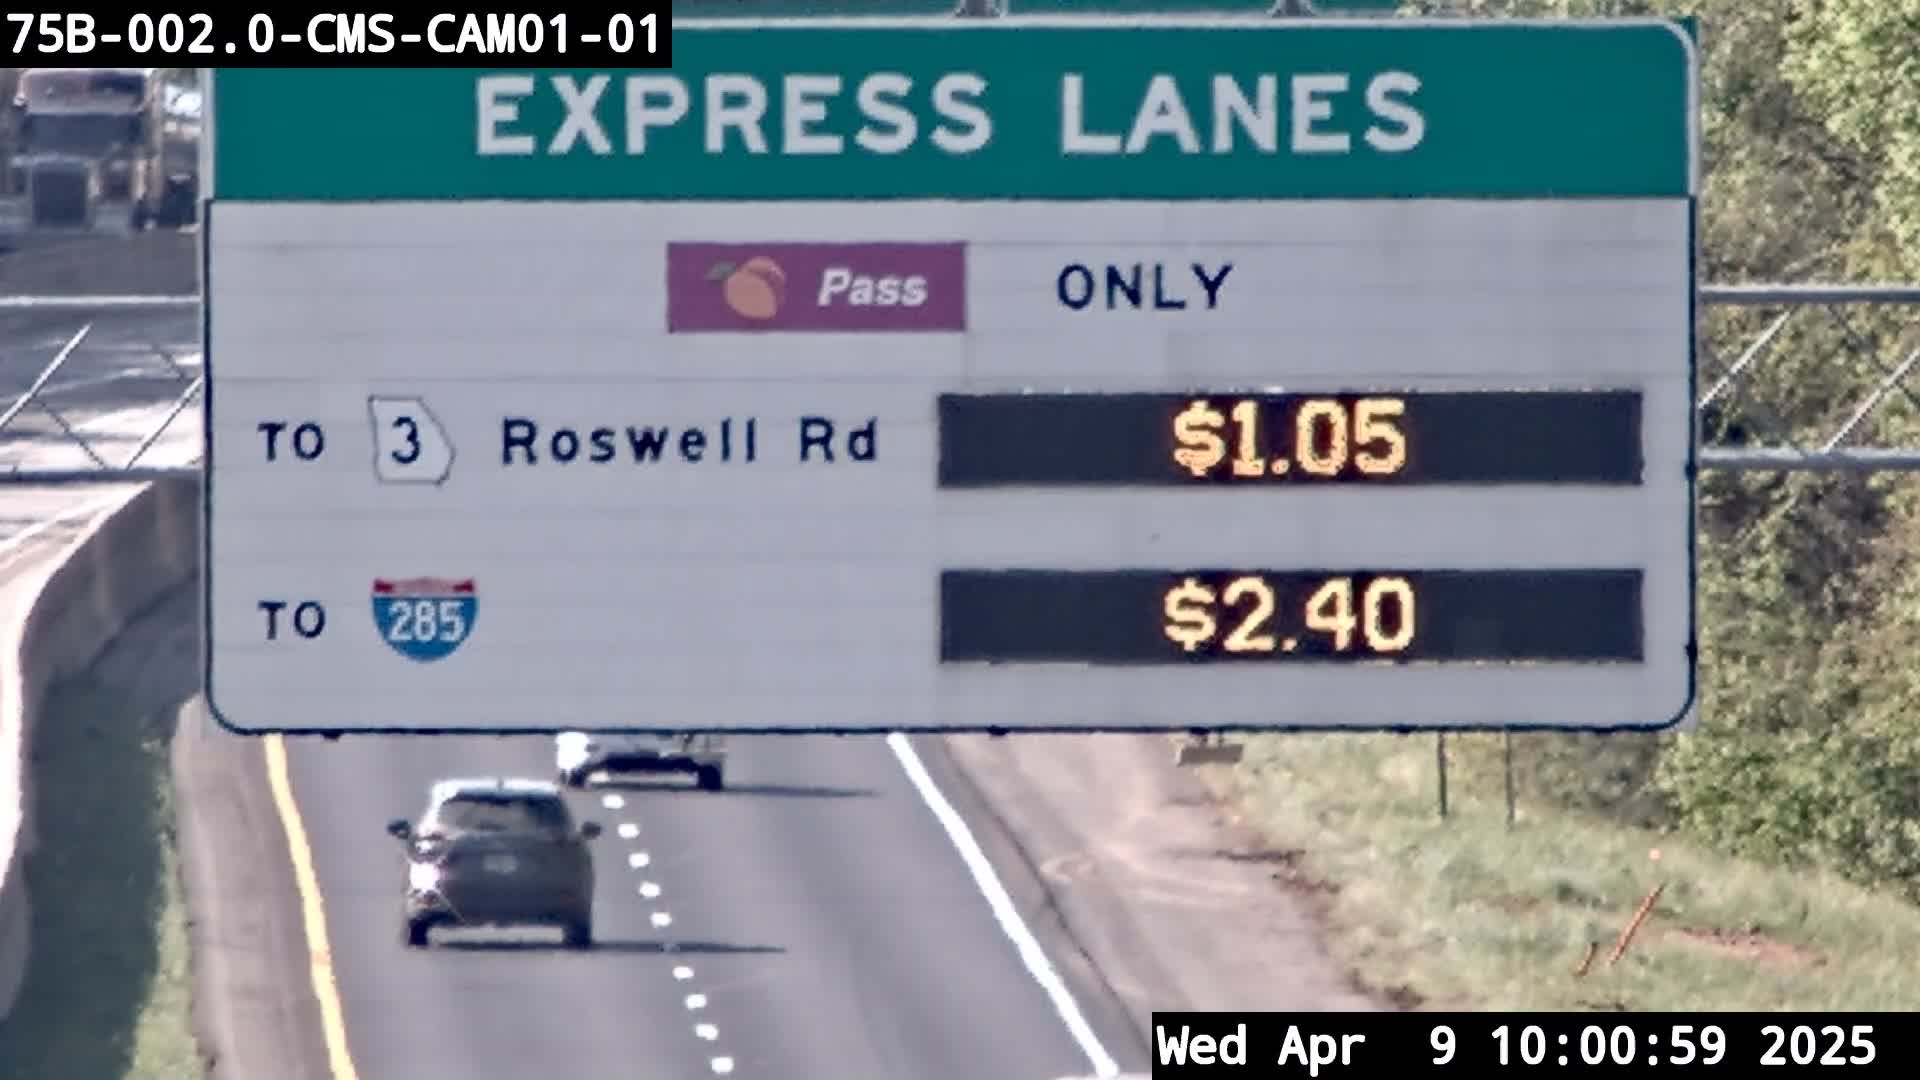 75B-002.0-CMS-CAM01-01
EXPRESS LANES
Pass ONLY
TO 3 Roswell Rd $1.05
TO 285 $2.40
Wed Apr 9 10:00:59 2025